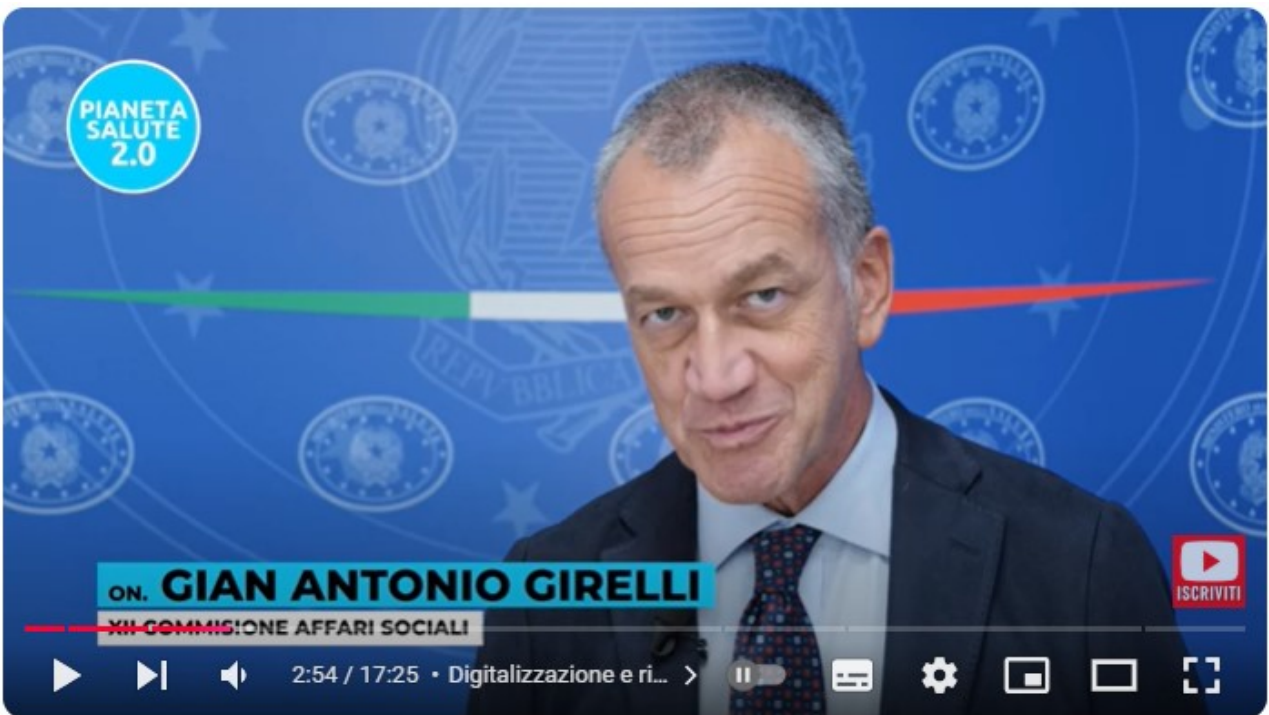 PIANETA
SALUTE
2.0
REPVBBLICA
ON. GIAN ANTONIO GIRELLI
XII COMMISIONE AFFARI SOCIALI
ISCRIVITI
2:54 / 17:25 • Digitalizzazione e ri...